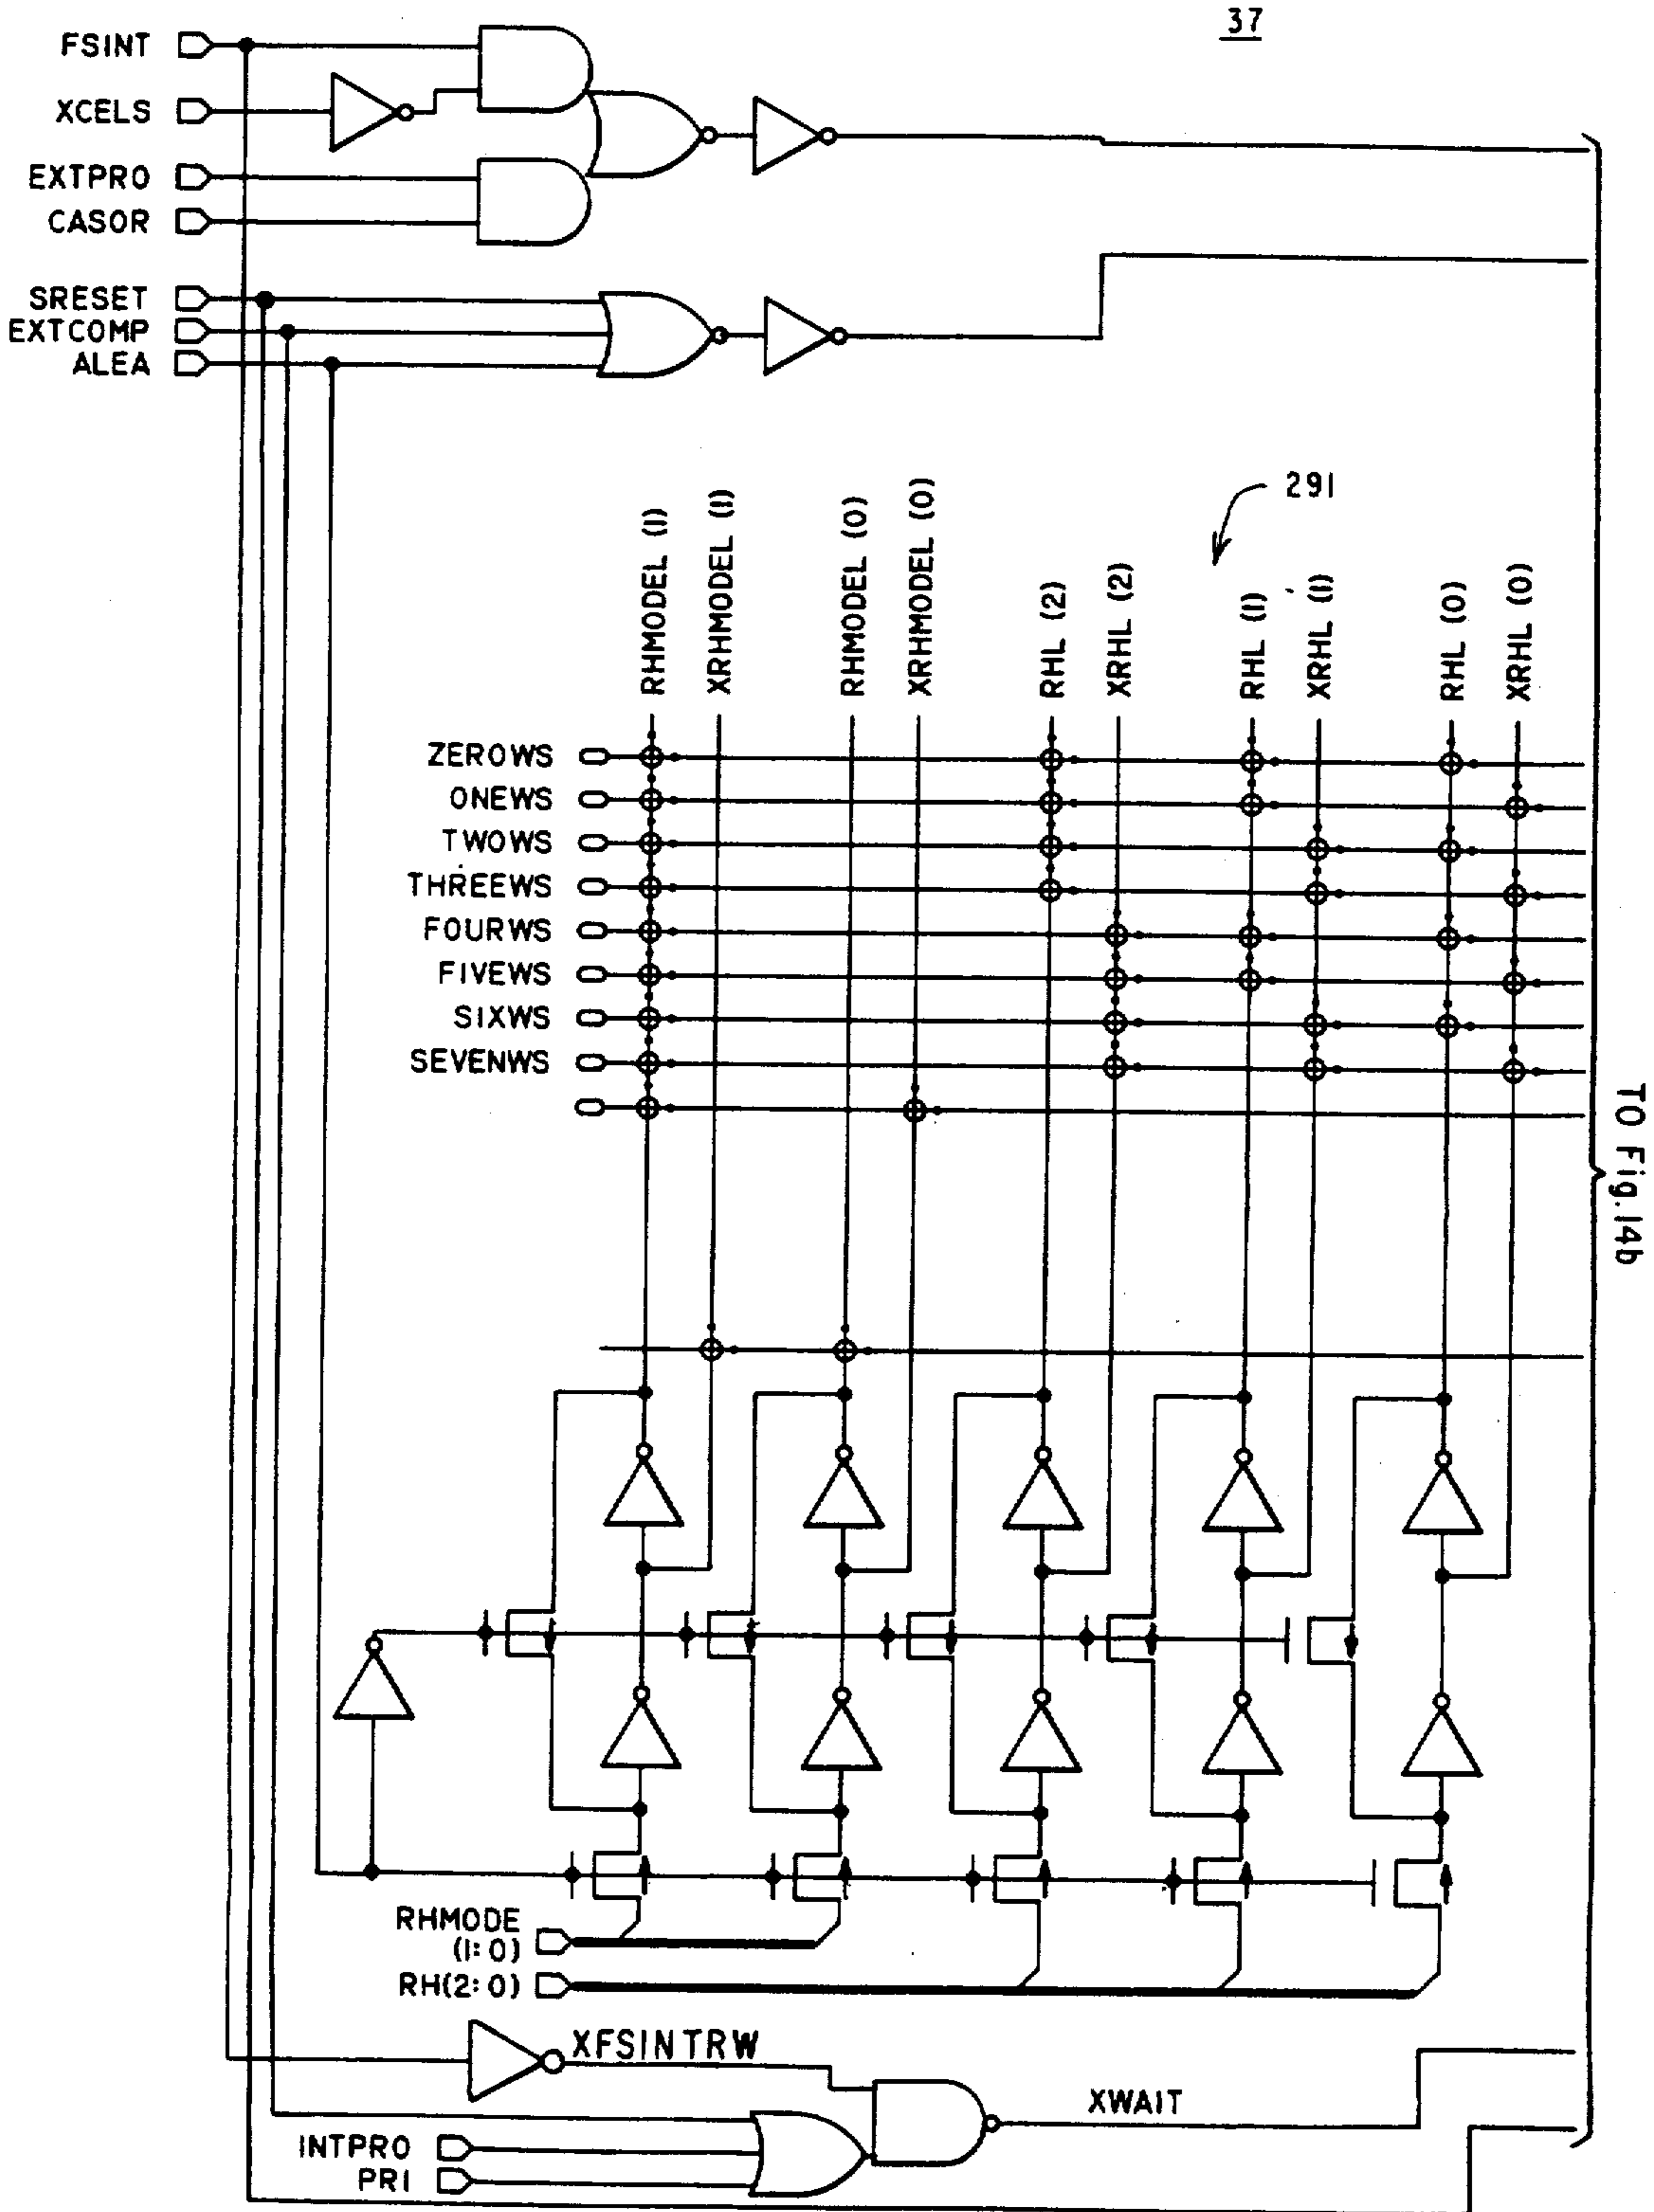 37
FSINT
XCELS
EXTPRO
CASOR
SRESET
EXTCOMP
ALEA
291
RHMODEL (1)
XRHMODEL (1)
RHMODEL (0)
XRHMODEL (0)
RHL (2)
XRHL (2)
RHL (1)
XRHL (1)
RHL (0)
XRHL (0)
ZEROWS
ONEWS
TWOWS
THREEWS
FOURWS
FIVEWS
SIXWS
SEVENWS
TO Fig.14b
RHMODE
(1:0)
RH(2:0)
XFSINTRW
XWAIT
INTPRO
PRI